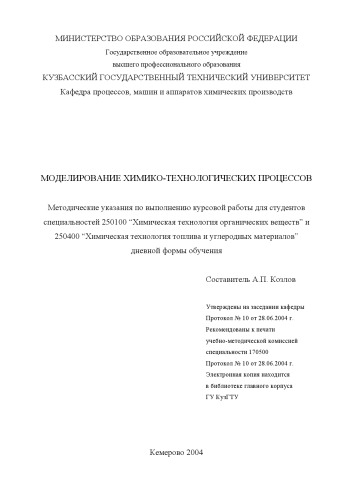 МИНИСТЕРСТВО ОБРАЗОВАНИЯ РОССИЙСКОЙ ФЕДЕРАЦИИ
Государственное образовательное учреждение
высшего профессионального образования
КУЗБАССКИЙ ГОСУДАРСТВЕННЫЙ ТЕХНИЧЕСКИЙ УНИВЕРСИТЕТ
Кафедра процессов, машин и аппаратов химических производств
МОДЕЛИРОВАНИЕ ХИМИКО-ТЕХНОЛОГИЧЕСКИХ ПРОЦЕССОВ
Методические указания по выполнению курсовой работы для студентов
специальностей 250100 “Химическая технология органических веществ” и
250400 “Химическая технология топлива и углеродных материалов”
дневной формы обучения
Составитель А.П. Козлов
Утверждены на заседании кафедры
Протокол № 10 от 28.06.2004 г.
Рекомендованы к печати
учебно-методической комиссией
специальности 170500
Протокол № 10 от 28.06.2004 г.
Электронная копия находится
в библиотеке главного корпуса
ГУ КузГТУ
Кемерово 2004